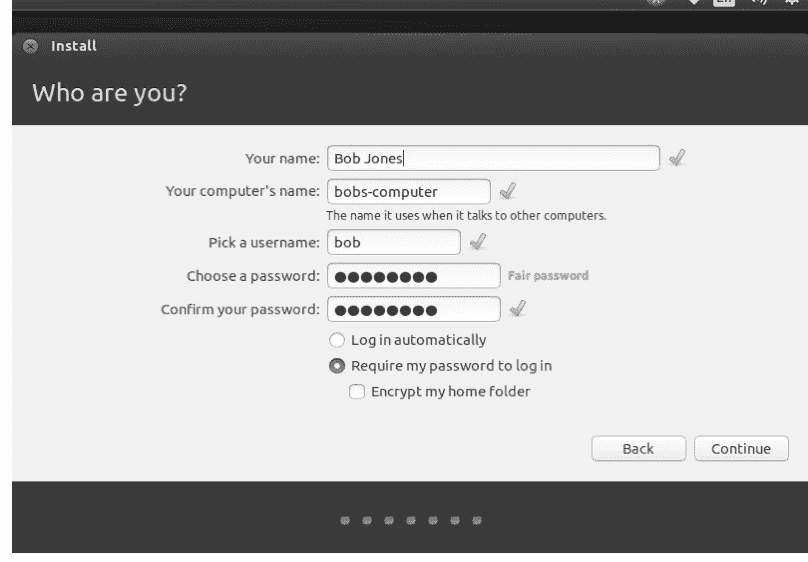 En
Install
Who are you?
Your name: Bob Jones
Your computer's name: bobs-computer
The name it uses when it talks to other computers.
Pick a username: bob
Choose a password: ●●●●●●●● Fair password
Confirm your password: ●●●●●●●●
Log in automatically
Require my password to log in
Encrypt my home folder
Back Continue